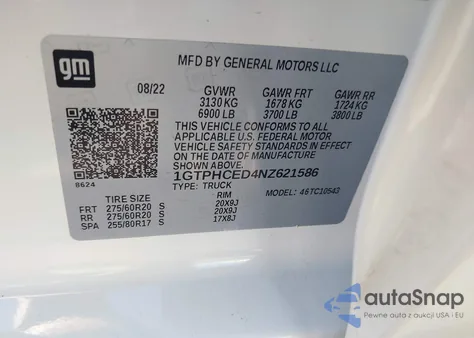 gm
MFD BY GENERAL MOTORS LLC
08/22 GVWR GAWR FRT GAWR RR
3130 KG 1678 KG 1724 KG
6900 LB 3700 LB 3800 LB
THIS VEHICLE CONFORMS TO ALL
APPLICABLE U.S. FEDERAL MOTOR
VEHICLE SAFETY STANDARDS IN EFFECT ON
THE DATE OF MANUFACTURE SHOWN ABOVE.
1GTPHCED4NZ621586
8624 TYPE: TRUCK
TIRE SIZE RIM MODEL: 46TC10543
FRT 275/60R20 S 20X9J
RR 275/60R20 S 20X9J
SPA 255/80R17 S 17X8J
autoSnap
Pewne auta z aukcji USA i EU